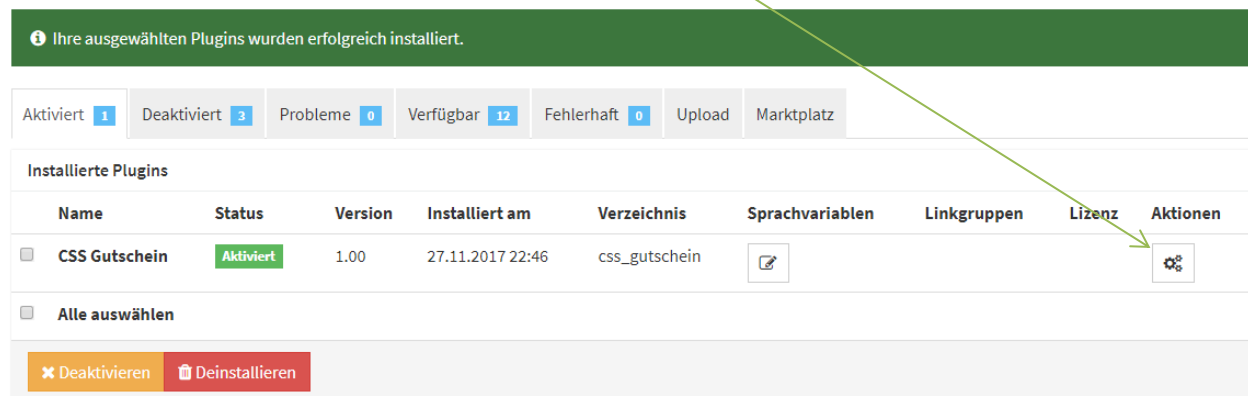 Ihre ausgewählten Plugins wurden erfolgreich installiert.
Aktiviert 1 Deaktiviert 3 Probleme 0 Verfügbar 12 Fehlerhaft 0 Upload Marktplatz
Installierte Plugins
Name Status Version Installiert am Verzeichnis Sprachvariablen Linkgruppen Lizenz Aktionen
CSS Gutschein Aktiviert 1.00 27.11.2017 22:46 css_gutschein
Alle auswählen
Deaktivieren Deinstallieren